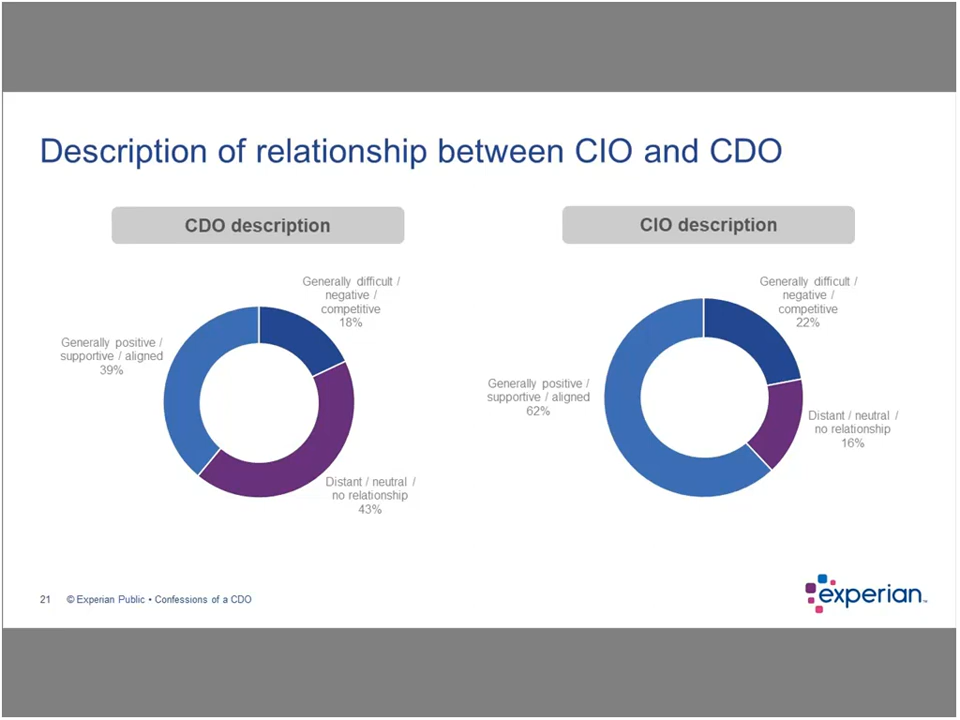 Description of relationship between CIO and CDO
CDO description
Generally difficult /
negative /
competitive
18%
Generally positive /
supportive / aligned
39%
Distant / neutral /
no relationship
43%
CIO description
Generally difficult /
negative /
competitive
22%
Generally positive /
supportive / aligned
62%
Distant / neutral /
no relationship
16%
21 © Experian Public • Confessions of a CDO
experian™